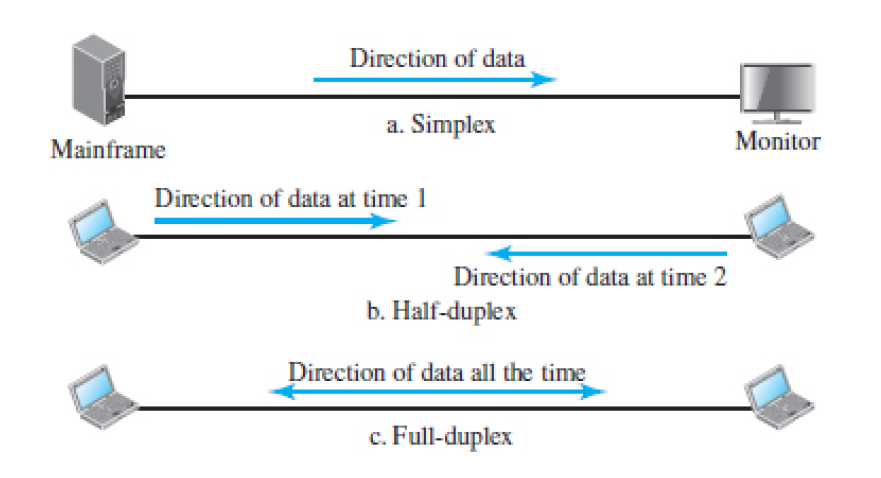 Direction of data
a. Simplex
Mainframe
Monitor
Direction of data at time 1
Direction of data at time 2
b. Half-duplex
Direction of data all the time
c. Full-duplex